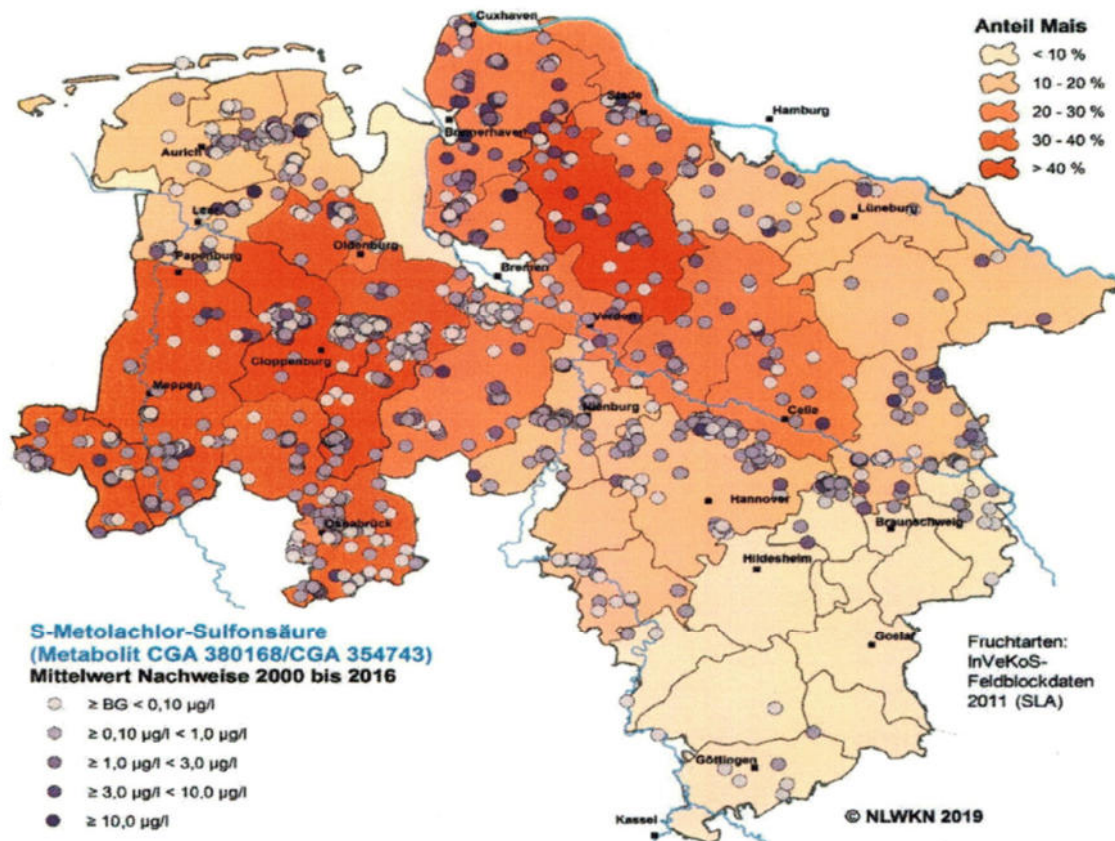 Cuxhaven
Anteil Mais
< 10 %
10 - 20 %
20 - 30 %
30 - 40 %
> 40 %
Stade
Hamburg
Bremerhaven
Aurich
Lüneburg
Leer
Oldenburg
Papenburg
Bremen
Verden
Cloppenburg
Meppen
Nienburg
Celle
Hannover
Braunschweig
Osnabrück
Hildesheim
S-Metolachlor-Sulfonsäure
(Metabolit CGA 380168/CGA 354743)
Mittelwert Nachweise 2000 bis 2016
≥ BG < 0,10 µg/l
≥ 0,10 µg/l < 1,0 µg/l
≥ 1,0 µg/l < 3,0 µg/l
≥ 3,0 µg/l < 10,0 µg/l
≥ 10,0 µg/l
Goslar
Fruchtarten:
InVeKoS-
Feldblockdaten
2011 (SLA)
Göttingen
Kassel
© NLWKN 2019